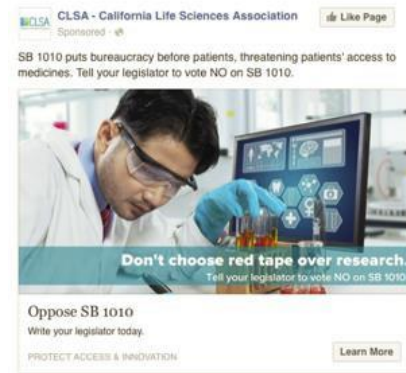 CLSA
CLSA - California Life Sciences Association
Like Page
Sponsored ·
SB 1010 puts bureaucracy before patients, threatening patients' access to
medicines. Tell your legislator to vote NO on SB 1010.
Don't choose red tape over research.
Tell your legislator to vote NO on SB 1010
Oppose SB 1010
Write your legislator today.
PROTECT ACCESS & INNOVATION
Learn More